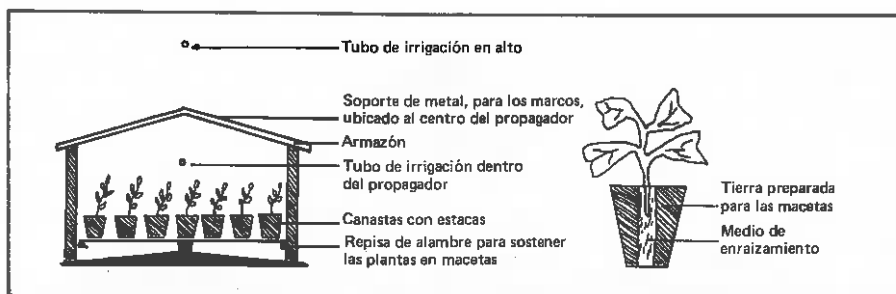 Tubo de irrigación en alto
Soporte de metal, para los marcos,
ubicado al centro del propagador
Armazón
Tubo de irrigación dentro
del propagador
Canastas con estacas
Repisa de alambre para sostener
las plantas en macetas
Tierra preparada
para las macetas
Medio de
enraizamiento